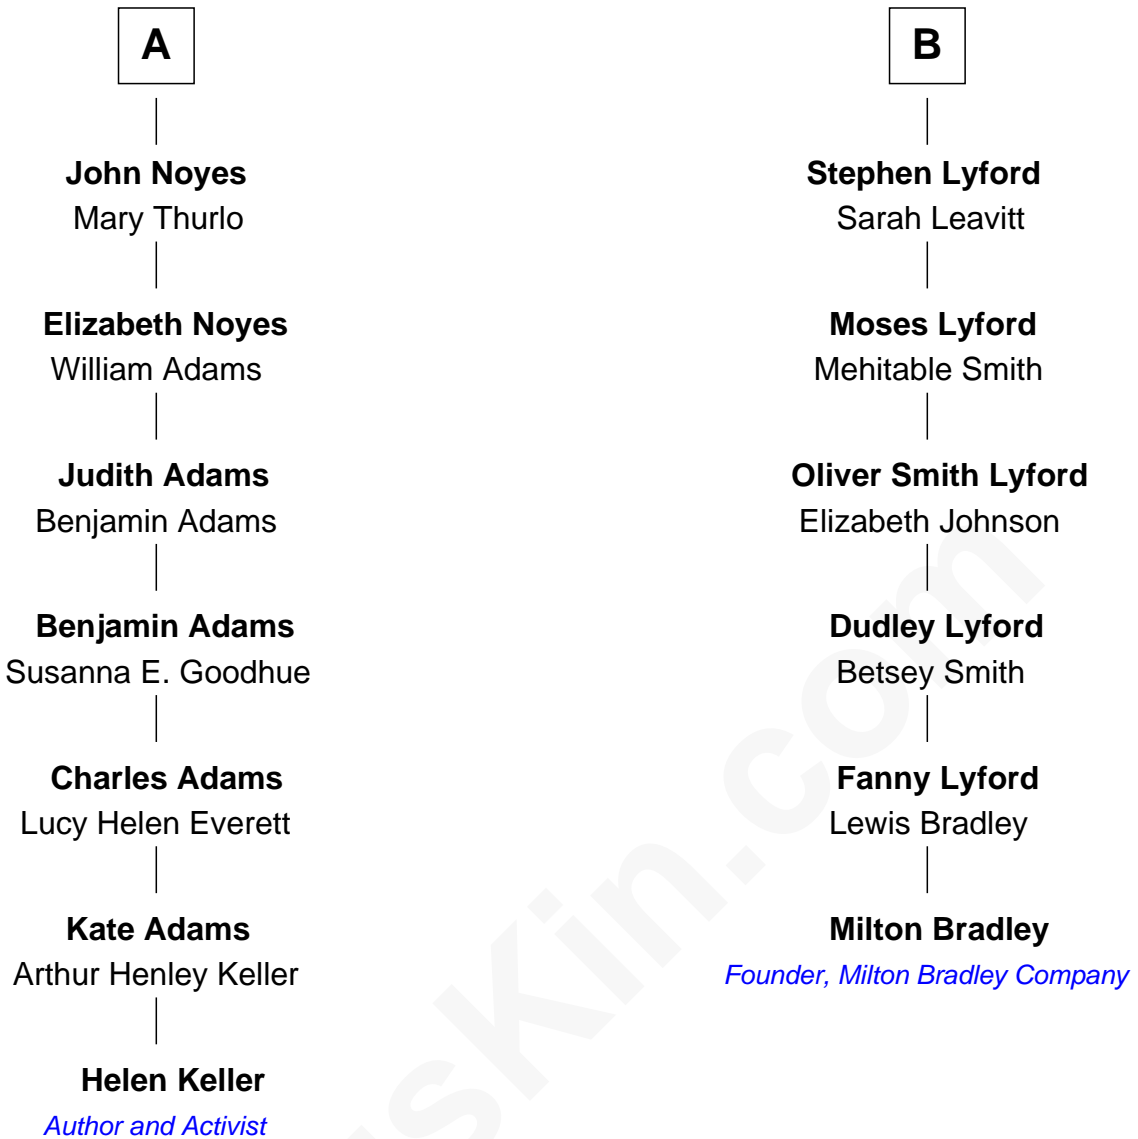 A
John Noyes
Mary Thurlo
Elizabeth Noyes
William Adams
Judith Adams
Benjamin Adams
Benjamin Adams
Susanna E. Goodhue
Charles Adams
Lucy Helen Everett
Kate Adams
Arthur Henley Keller
Helen Keller
Author and Activist
B
Stephen Lyford
Sarah Leavitt
Moses Lyford
Mehitable Smith
Oliver Smith Lyford
Elizabeth Johnson
Dudley Lyford
Betsey Smith
Fanny Lyford
Lewis Bradley
Milton Bradley
Founder, Milton Bradley Company